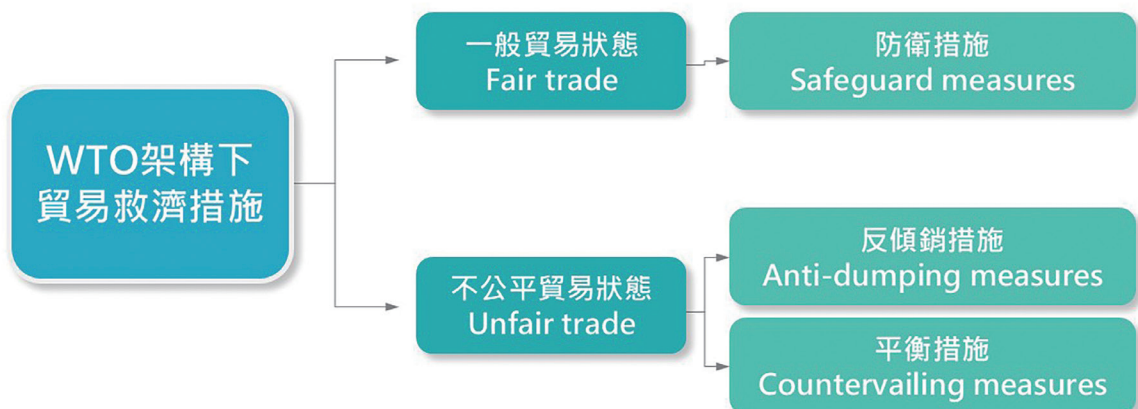 WTO架構下
貿易救濟措施
一般貿易狀態
Fair trade
防衛措施
Safeguard measures
不公平貿易狀態
Unfair trade
反傾銷措施
Anti-dumping measures
平衡措施
Countervailing measures